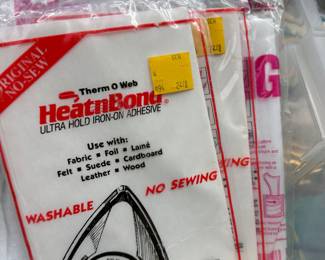 ORIGINAL
NO-SEW
Therm O Web
HeatnBond
ULTRA HOLD IRON-ON ADHESIVE
Use with:
Fabric Foil Lamé
Felt Suede Cardboard
Leather Wood
WASHABLE
NO SEWING
WING
G